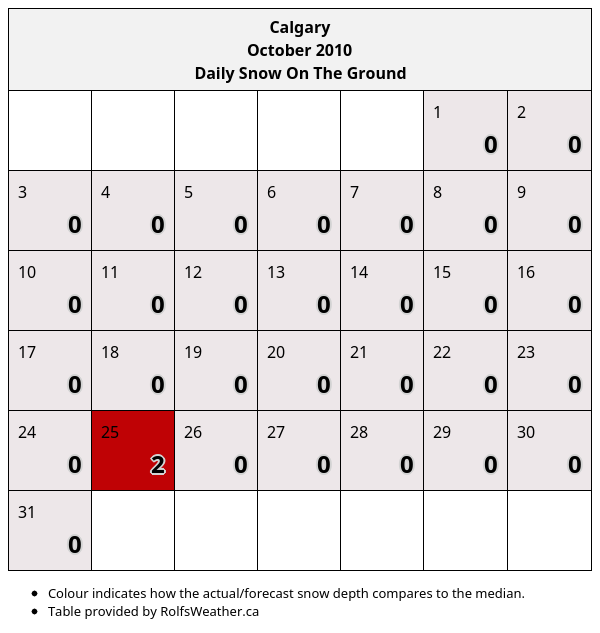 Calgary
October 2010
Daily Snow On The Ground
1 2
0 0
3 4 5 6 7 8 9
0 0 0 0 0 0 0
10 11 12 13 14 15 16
0 0 0 0 0 0 0
17 18 19 20 21 22 23
0 0 0 0 0 0 0
24 25 26 27 28 29 30
0 2 0 0 0 0 0
31
0
• Colour indicates how the actual/forecast snow depth compares to the median.
• Table provided by RolfsWeather.ca